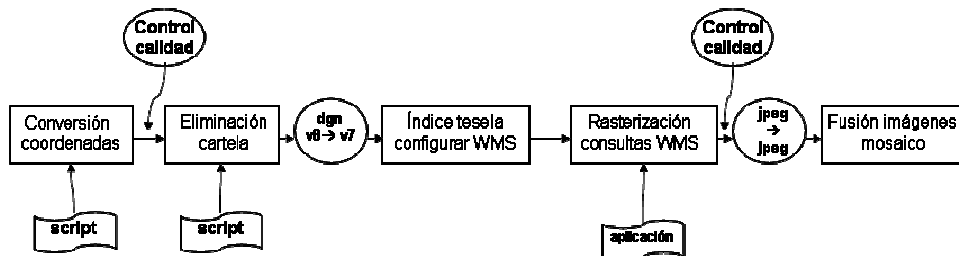 Control
calidad
Control
calidad
Conversión
coordenadas
Eliminación
cartela
dgn
v8→ v7
Índice tesela
configurar WMS
Rasterización
consultas WMS
jpeg
→
jpeg
Fusión imágenes
mosaico
script
script
aplicación